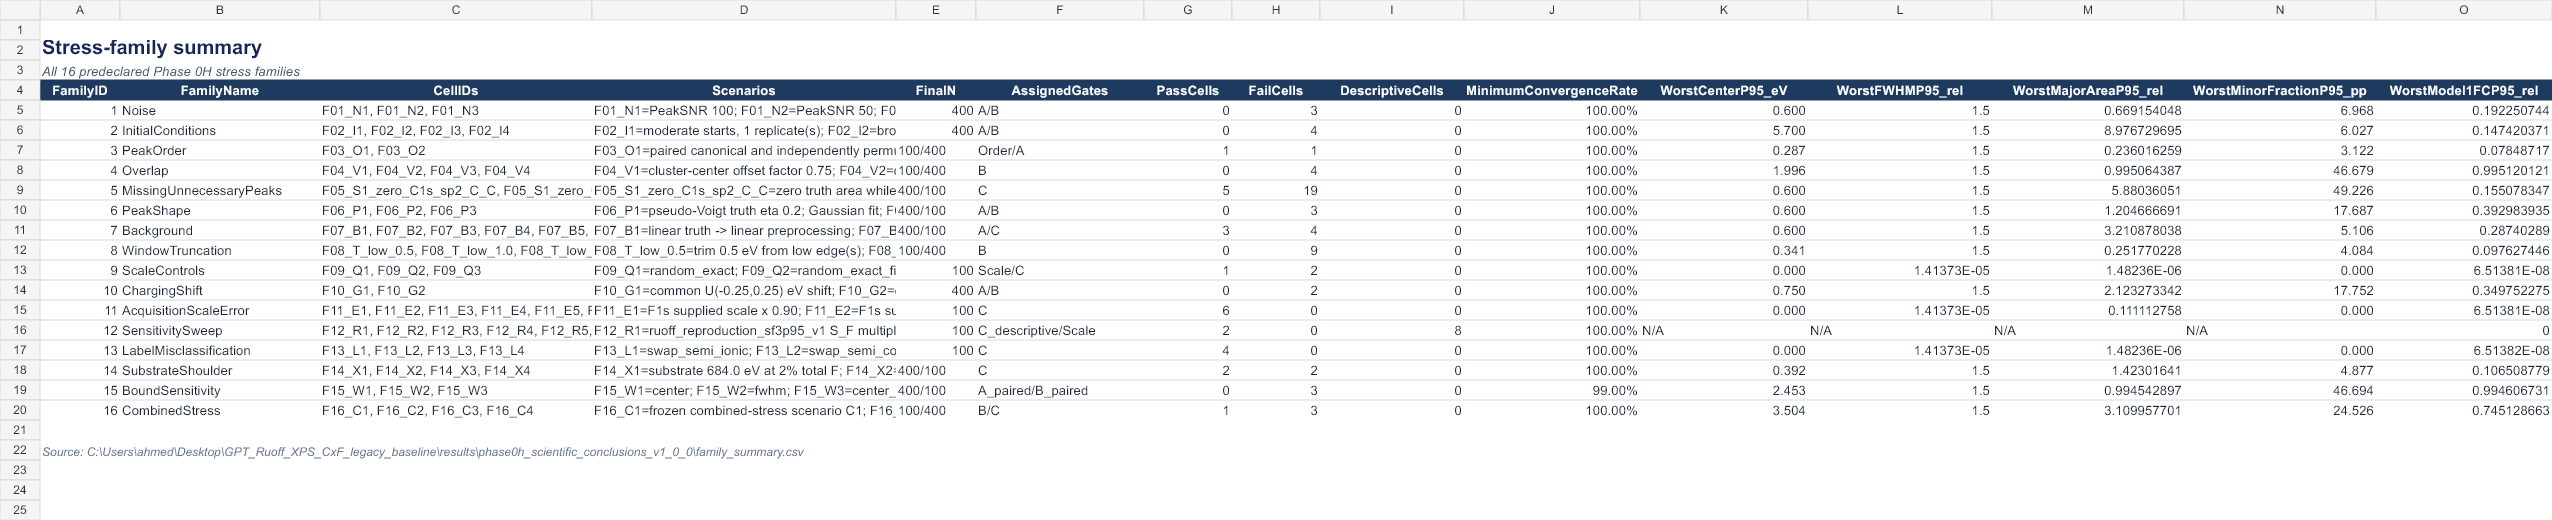 A B C D E F G H I J K L M N O
1
2 Stress-family summary
3 All 16 predeclared Phase 0H stress families
4 FamilyID FamilyName CellIDs Scenarios FinalN AssignedGates PassCells FailCells DescriptiveCells MinimumConvergenceRate WorstCenterP95_eV WorstFWHMP95_rel WorstMajorAreaP95_rel WorstMinorFractionP95_pp WorstModel1FCP95_rel
5 1 Noise F01_N1, F01_N2, F01_N3 F01_N1=PeakSNR 100; F01_N2=PeakSNR 50; F0 400 A/B 0 3 0 100.00% 0.600 1.5 0.669154048 6.968 0.192250744
6 2 InitialConditions F02_I1, F02_I2, F02_I3, F02_I4 F02_I1=moderate starts, 1 replicate(s); F02_I2=bro 400 A/B 0 4 0 100.00% 5.700 1.5 8.976729695 6.027 0.147420371
7 3 PeakOrder F03_O1, F03_O2 F03_O1=paired canonical and independently perm 100/400 Order/A 1 1 0 100.00% 0.287 1.5 0.236016259 3.122 0.07848717
8 4 Overlap F04_V1, F04_V2, F04_V3, F04_V4 F04_V1=cluster-center offset factor 0.75; F04_V2= 100/400 B 0 4 0 100.00% 1.996 1.5 0.995064387 46.679 0.995120121
9 5 MissingUnnecessaryPeaks F05_S1_zero_C1s_sp2_C_C, F05_S1_zero_ F05_S1_zero_C1s_sp2_C_C=zero truth area while 400/100 C 5 19 0 100.00% 0.600 1.5 5.88036051 49.226 0.155078347
10 6 PeakShape F06_P1, F06_P2, F06_P3 F06_P1=pseudo-Voigt truth eta 0.2; Gaussian fit; F 400/100 A/B 0 3 0 100.00% 0.600 1.5 1.204666691 17.687 0.392983935
11 7 Background F07_B1, F07_B2, F07_B3, F07_B4, F07_B5, F07_B1=linear truth -> linear preprocessing; F07_B 400/100 A/C 3 4 0 100.00% 0.600 1.5 3.210878038 5.106 0.28740289
12 8 WindowTruncation F08_T_low_0.5, F08_T_low_1.0, F08_T_low_ F08_T_low_0.5=trim 0.5 eV from low edge(s); F08_ 100/400 B 0 9 0 100.00% 0.341 1.5 0.251770228 4.084 0.097627446
13 9 ScaleControls F09_Q1, F09_Q2, F09_Q3 F09_Q1=random_exact; F09_Q2=random_exact_fi 100 Scale/C 1 2 0 100.00% 0.000 1.41373E-05 1.48236E-06 0.000 6.51381E-08
14 10 ChargingShift F10_G1, F10_G2 F10_G1=common U(-0.25,0.25) eV shift; F10_G2= 400 A/B 0 2 0 100.00% 0.750 1.5 2.123273342 17.752 0.349752275
15 11 AcquisitionScaleError F11_E1, F11_E2, F11_E3, F11_E4, F11_E5, F F11_E1=F1s supplied scale x 0.90; F11_E2=F1s su 100 C 6 0 0 100.00% 0.000 1.41373E-05 0.111112758 0.000 6.51381E-08
16 12 SensitivitySweep F12_R1, F12_R2, F12_R3, F12_R4, F12_R5, F12_R1=ruoff_reproduction_sf3p95_v1 S_F multipl 100 C_descriptive/Scale 2 0 8 100.00% N/A N/A N/A N/A 0
17 13 LabelMisclassification F13_L1, F13_L2, F13_L3, F13_L4 F13_L1=swap_semi_ionic; F13_L2=swap_semi_co 100 C 4 0 0 100.00% 0.000 1.41373E-05 1.48236E-06 0.000 6.51382E-08
18 14 SubstrateShoulder F14_X1, F14_X2, F14_X3, F14_X4 F14_X1=substrate 684.0 eV at 2% total F; F14_X2= 400/100 C 2 2 0 100.00% 0.392 1.5 1.42301641 4.877 0.106508779
19 15 BoundSensitivity F15_W1, F15_W2, F15_W3 F15_W1=center; F15_W2=fwhm; F15_W3=center_ 400/100 A_paired/B_paired 0 3 0 99.00% 2.453 1.5 0.994542897 46.694 0.994606731
20 16 CombinedStress F16_C1, F16_C2, F16_C3, F16_C4 F16_C1=frozen combined-stress scenario C1; F16_ 100/400 B/C 1 3 0 100.00% 3.504 1.5 3.109957701 24.526 0.745128663
21
22 Source: C:\Users\ahmed\Desktop\GPT_Ruoff_XPS_CxF_legacy_baseline\results\phase0h_scientific_conclusions_v1_0_0\family_summary.csv
23
24
25